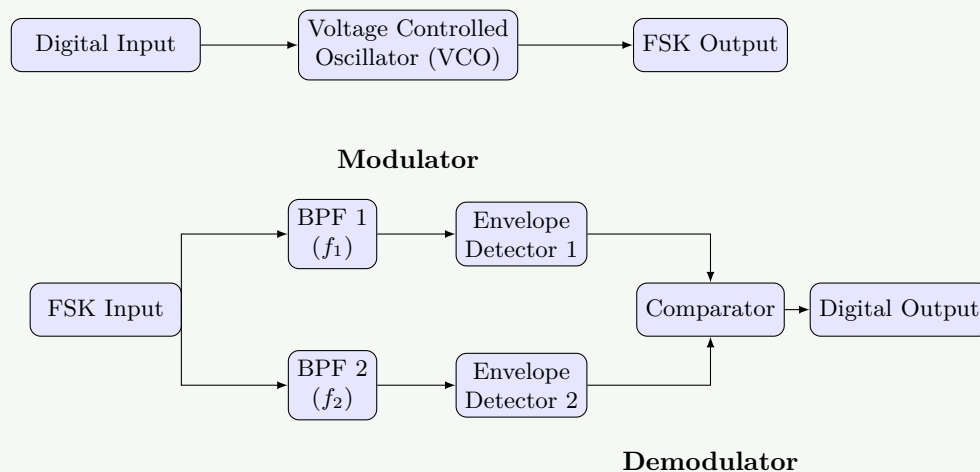 Digital Input
Voltage Controlled
Oscillator (VCO)
FSK Output
Modulator
BPF 1
(f₁)
Envelope
Detector 1
FSK Input
Comparator
Digital Output
BPF 2
(f₂)
Envelope
Detector 2
Demodulator